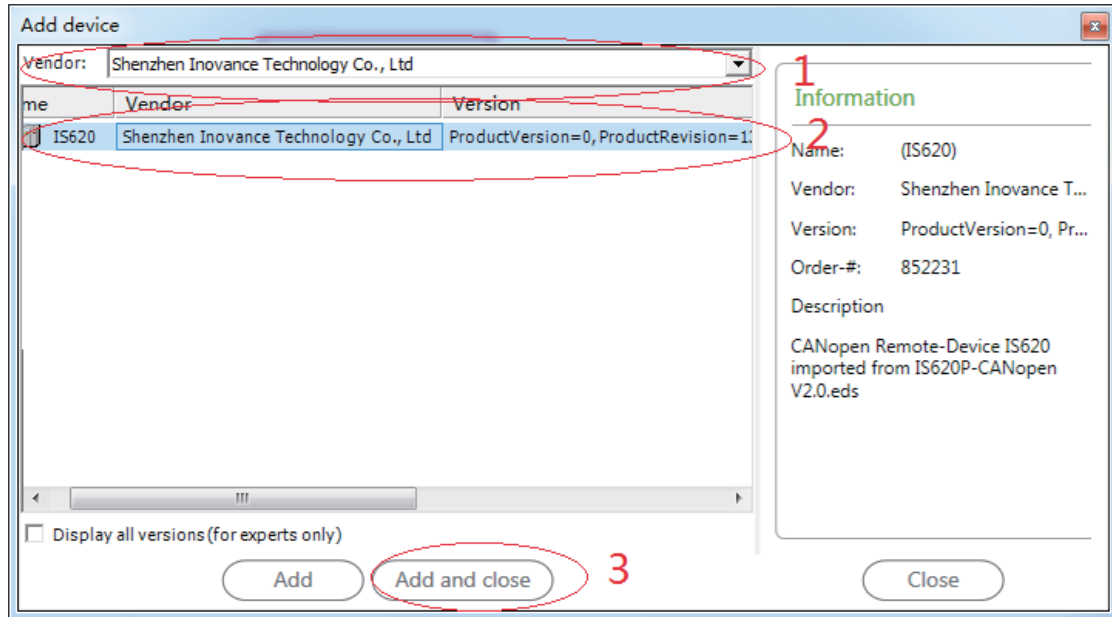 Add device
Vendor: Shenzhen Inovance Technology Co., Ltd
1
me Vendor Version
IS620 Shenzhen Inovance Technology Co., Ltd ProductVersion=0, ProductRevision=1
2
Information
Name: (IS620)
Vendor: Shenzhen Inovance T...
Version: ProductVersion=0, Pr...
Order-#: 852231
Description
CANopen Remote-Device IS620
imported from IS620P-CANopen
V2.0.eds
Display all versions (for experts only)
Add Add and close 3 Close